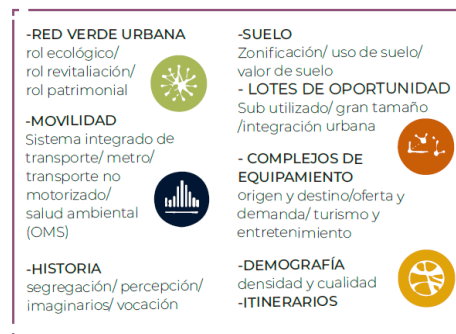 -RED VERDE URBANA
rol ecológico/
rol revitaliación/
rol patrimonial
-MOVILIDAD
Sistema integrado de
transporte/ metro/
transporte no
motorizado/
salud ambiental
(OMS)
-HISTORIA
segregación/ percepción/
imaginarios/ vocación
-SUELO
Zonificación/ uso de suelo/
valor de suelo
- LOTES DE OPORTUNIDAD
Sub utilizado/ gran tamaño
/integración urbana
- COMPLEJOS DE
EQUIPAMIENTO
origen y destino/oferta y
demanda/ turismo y
entretenimiento
-DEMOGRAFÍA
densidad y cualidad
-ITINERARIOS